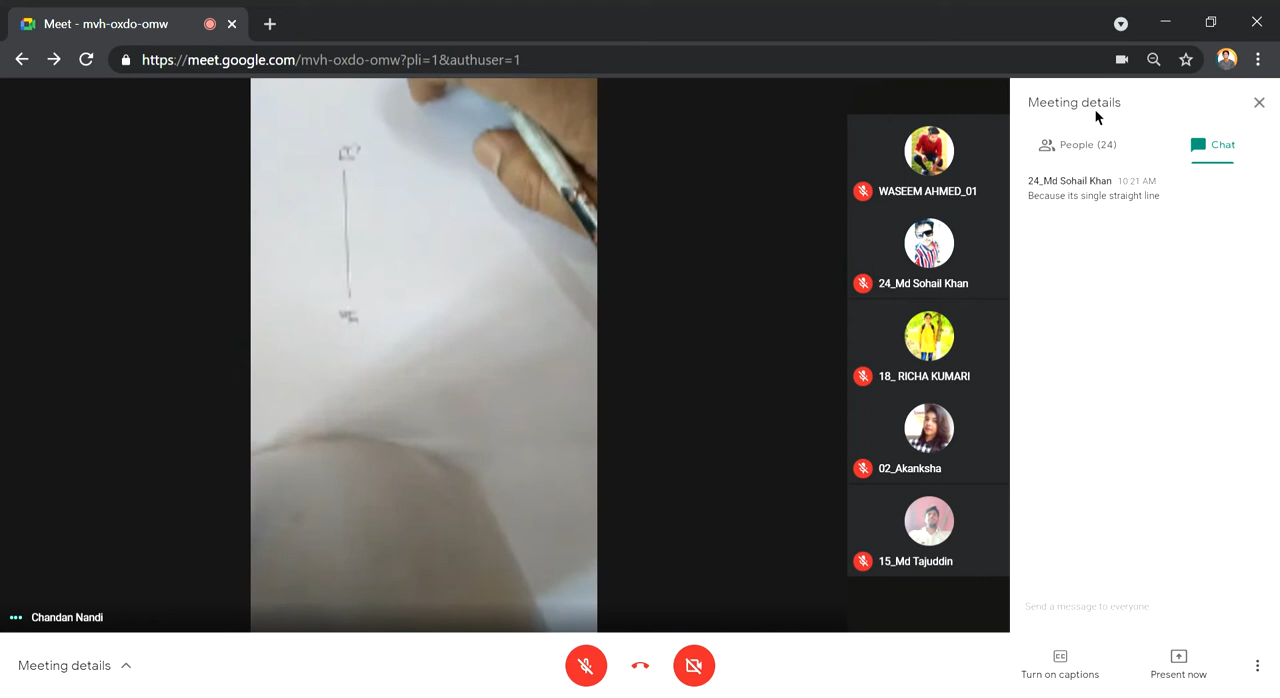 Meet - mvh-oxdo-omw
https://meet.google.com/mvh-oxdo-omw?pli=1&authuser=1
Meeting details
People (24)
Chat
24_Md Sohail Khan 10:21 AM
Because its single straight line
WASEEM AHMED_01
24_Md Sohail Khan
18_ RICHA KUMARI
02_Akanksha
15_Md Tajuddin
Chandan Nandi
Send a message to everyone
Meeting details
Turn on captions
Present now